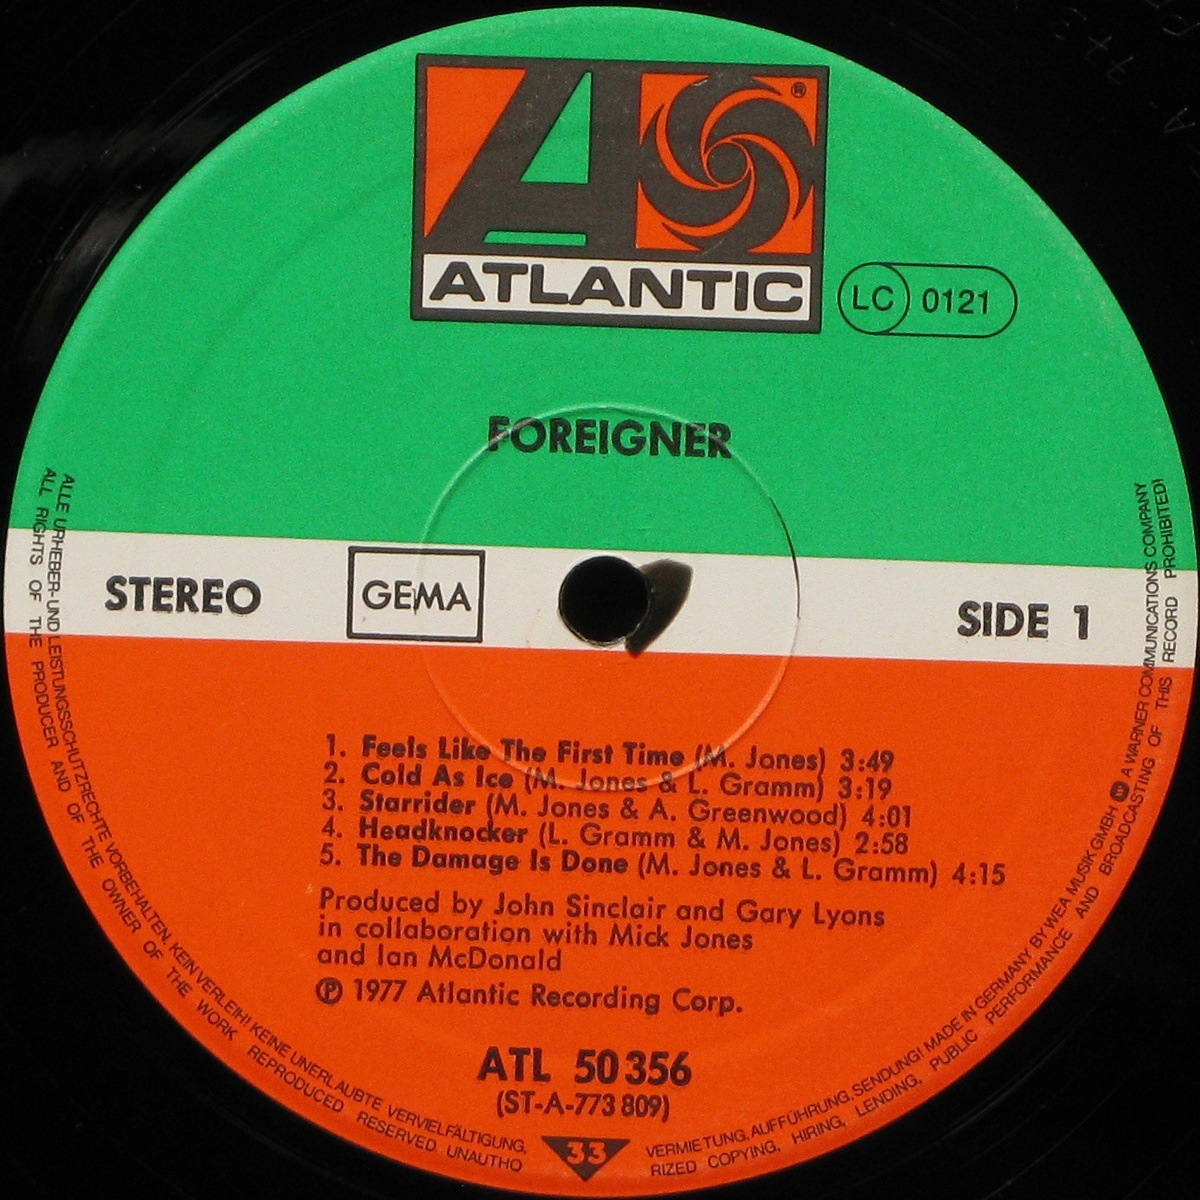 ATLANTIC
®
LC 0121
FOREIGNER
STEREO
GEMA
SIDE 1
1. Feels Like The First Time (M. Jones) 3:49
2. Cold As Ice (M. Jones & L. Gramm) 3:19
3. Starrider (M. Jones & A. Greenwood) 4:01
4. Headknocker (L. Gramm & M. Jones) 2:58
5. The Damage Is Done (M. Jones & L. Gramm) 4:15
Produced by John Sinclair and Gary Lyons
in collaboration with Mick Jones
and Ian McDonald
Ⓟ 1977 Atlantic Recording Corp.
ATL 50 356
(ST-A-773 809)
33
ALLE URHEBER- UND LEISTUNGSSCHUTZRECHTE VORBEHALTEN. KEIN VERLEIH! KEINE UNERLAUBTE VERVIELFÄLTIGUNG, VERMIETUNG, AUFFÜHRUNG, SENDUNG! MADE IN GERMANY BY WEA MUSIK GMBH A WARNER COMMUNICATIONS COMPANY
ALL RIGHTS OF THE PRODUCER AND OF THE OWNER OF THE WORK REPRODUCED RESERVED UNAUTHORIZED COPYING, HIRING, LENDING, PUBLIC PERFORMANCE AND BROADCASTING OF THIS RECORD PROHIBITED!